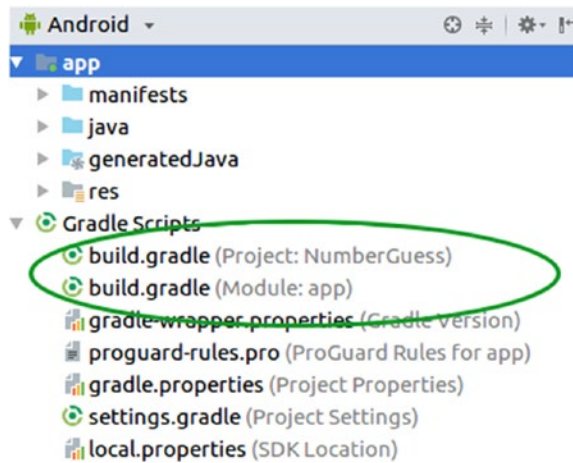 Android
app
manifests
java
generatedJava
res
Gradle Scripts
build.gradle (Project: NumberGuess)
build.gradle (Module: app)
gradle-wrapper.properties (Gradle Version)
proguard-rules.pro (ProGuard Rules for app)
gradle.properties (Project Properties)
settings.gradle (Project Settings)
local.properties (SDK Location)